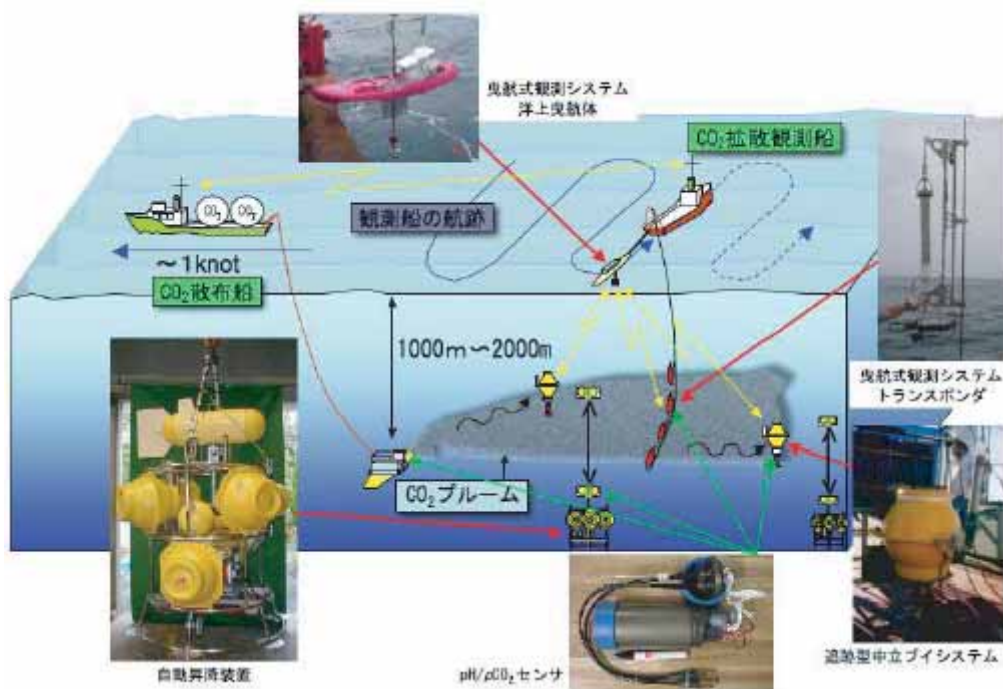 曳航式観測システム
洋上曳航体
CO₂拡散観測船
CO₂
CO₂
観測船の航跡
～1knot
CO₂散布船
1000m～2000m
曳航式観測システム
トランスポンダ
CO₂プルーム
自動昇降装置
pH/pCO₂センサ
追跡型中立ブイシステム